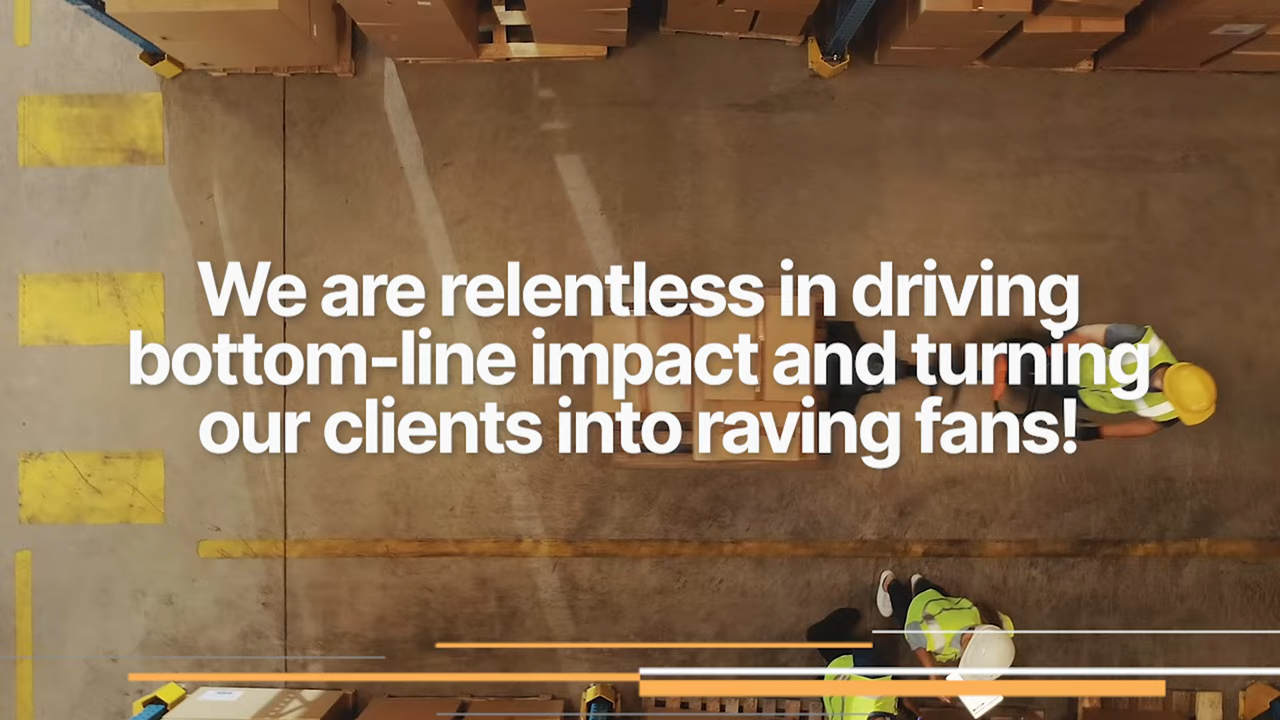 We are relentless in driving
bottom-line impact and turning
our clients into raving fans!